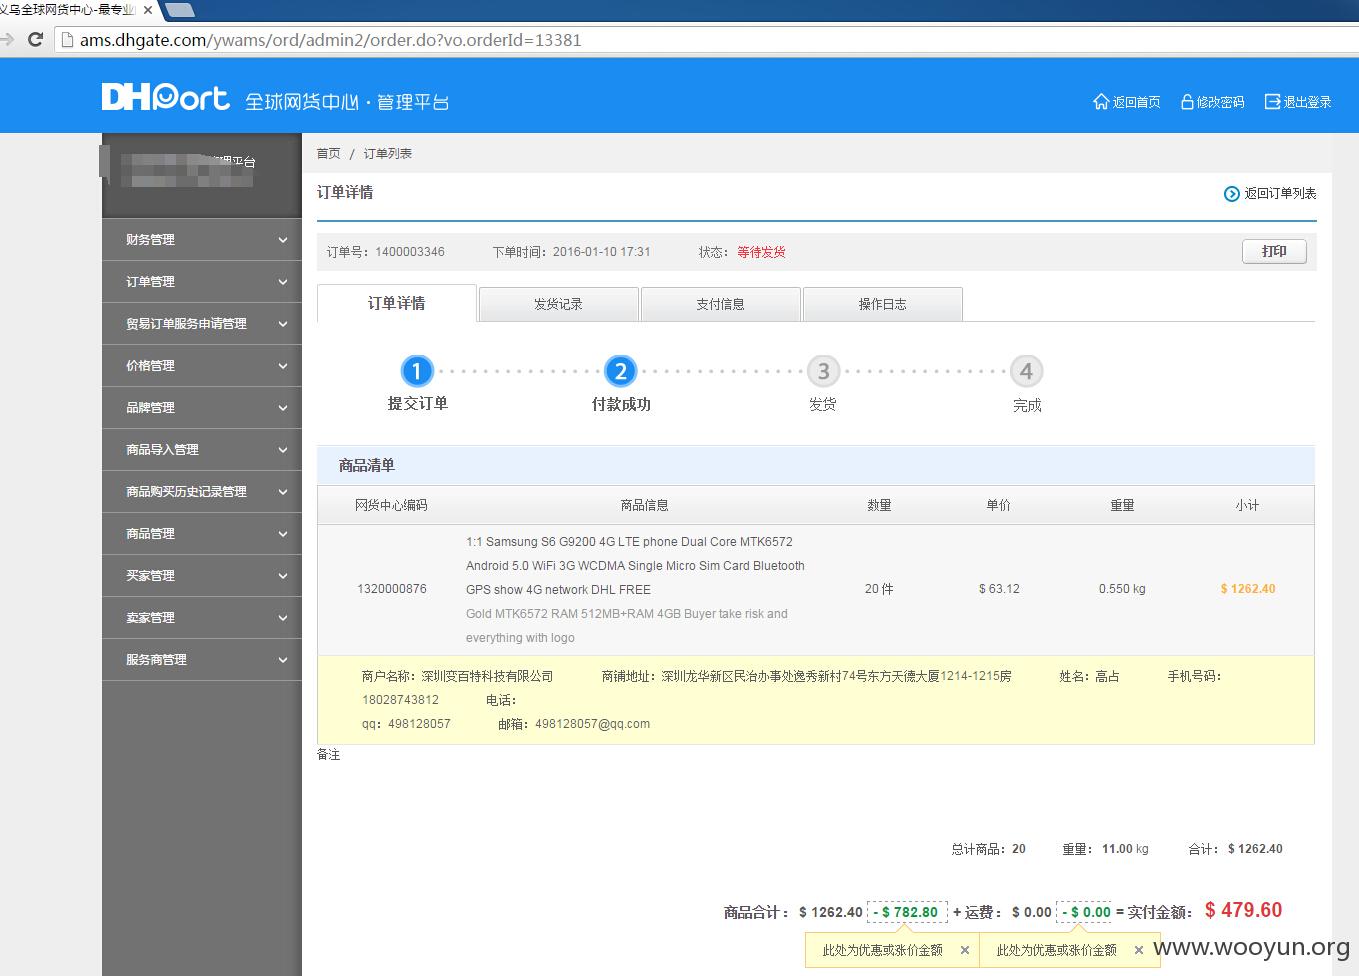 义乌全球网货中心-最专业
ams.dhgate.com/ywams/ord/admin2/order.do?vo.orderId=13381
DHPort 全球网货中心·管理平台
返回首页 修改密码 退出登录
理平台
首页 / 订单列表
订单详情 返回订单列表
订单号：1400003346 下单时间：2016-01-10 17:31 状态：等待发货 打印
订单详情 发货记录 支付信息 操作日志
1 2 3 4
提交订单 付款成功 发货 完成
财务管理
订单管理
贸易订单服务申请管理
价格管理
品牌管理
商品导入管理
商品购买历史记录管理
商品管理
买家管理
卖家管理
服务商管理
商品清单
网货中心编码 商品信息 数量 单价 重量 小计
1:1 Samsung S6 G9200 4G LTE phone Dual Core MTK6572
Android 5.0 WiFi 3G WCDMA Single Micro Sim Card Bluetooth
1320000876 GPS show 4G network DHL FREE 20 件 $ 63.12 0.550 kg $ 1262.40
Gold MTK6572 RAM 512MB+RAM 4GB Buyer take risk and
everything with logo
商户名称：深圳变百特科技有限公司 商铺地址：深圳龙华新区民治办事处逸秀新村74号东方天德大厦1214-1215房 姓名：高占 手机号码：
18028743812 电话：
qq：498128057 邮箱：498128057@qq.com
备注
总计商品：20 重量：11.00 kg 合计：$ 1262.40
商品合计：$ 1262.40 - $ 782.80 + 运费：$ 0.00 - $ 0.00 = 实付金额：$ 479.60
此处为优惠或涨价金额 × 此处为优惠或涨价金额 ×
www.wooyun.org